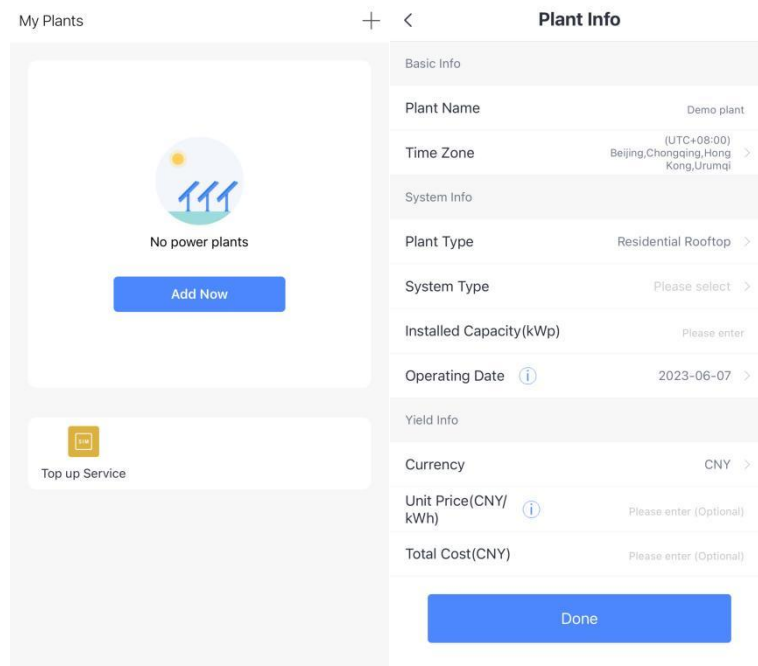 My Plants
No power plants
Add Now
SIM
Top up Service
Plant Info
Basic Info
Plant Name
Demo plant
Time Zone
(UTC+08:00)
Beijing,Chongqing,Hong
Kong,Urumqi
System Info
Plant Type
Residential Rooftop
System Type
Please select
Installed Capacity(kWp)
Please enter
Operating Date
2023-06-07
Yield Info
Currency
CNY
Unit Price(CNY/
kWh)
Please enter (Optional)
Total Cost(CNY)
Please enter (Optional)
Done